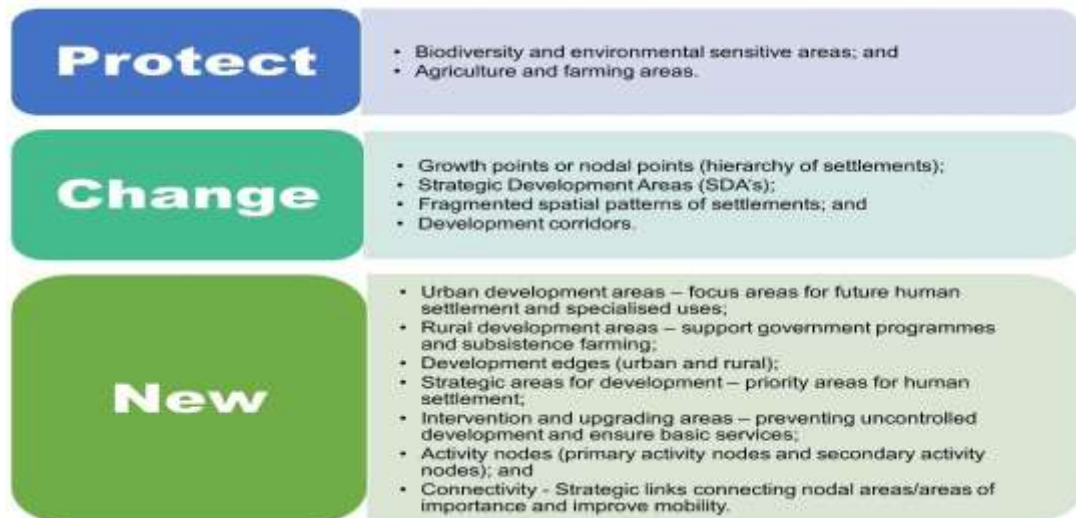 Protect
• Biodiversity and environmental sensitive areas; and
• Agriculture and farming areas.
Change
• Growth points or nodal points (hierarchy of settlements);
• Strategic Development Areas (SDA's);
• Fragmented spatial patterns of settlements; and
• Development corridors.
New
• Urban development areas – focus areas for future human
settlement and specialised uses;
• Rural development areas – support government programmes
and subsistence farming;
• Development edges (urban and rural);
• Strategic areas for development – priority areas for human
settlement;
• Intervention and upgrading areas – preventing uncontrolled
development and ensure basic services;
• Activity nodes (primary activity nodes and secondary activity
nodes); and
• Connectivity - Strategic links connecting nodal areas/areas of
importance and improve mobility.